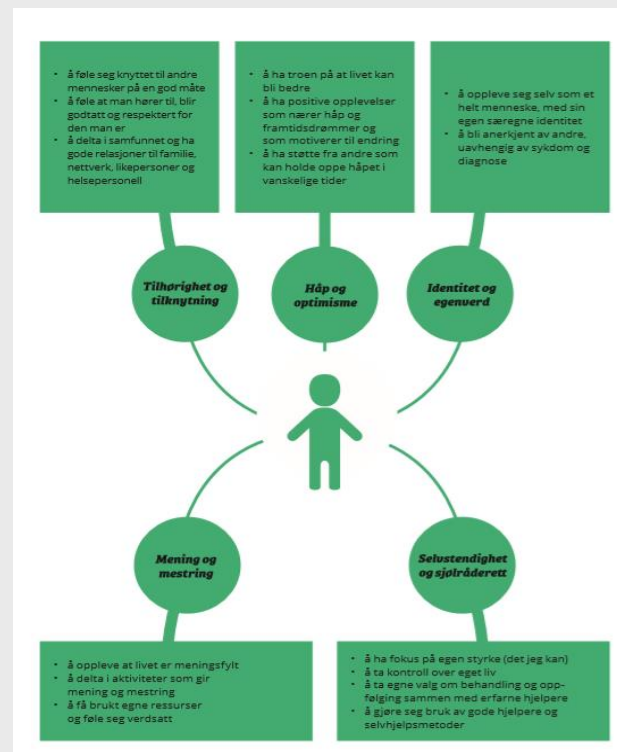 • å føle seg knyttet til andre
mennesker på en god måte
• å føle at man hører til, blir
godtatt og respektert for
den man er
• å delta i samfunnet og ha
gode relasjoner til familie,
nettverk, likepersoner og
helsepersonell
• å ha troen på at livet kan
bli bedre
• å ha positive opplevelser
som nærer håp og
framtidsdrømmer og
som motiverer til endring
• å ha støtte fra andre som
kan holde oppe håpet i
vanskelige tider
• å oppleve seg selv som et
helt menneske, med sin
egen særegne identitet
• å bli anerkjent av andre,
uavhengig av sykdom og
diagnose
Tilhørighet og
tilknytning
Håp og
optimisme
Identitet og
egenverd
Mening og
mestring
Selvstendighet
og sjølråderett
• å oppleve at livet er meningsfylt
• å delta i aktiviteter som gir
mening og mestring
• å få brukt egne ressurser
og føle seg verdsatt
• å ha fokus på egen styrke (det jeg kan)
• å ta kontroll over eget liv
• å ta egne valg om behandling og opp-
følging sammen med erfarne hjelpere
• å gjøre seg bruk av gode hjelpere og
selvhjelpsmetoder